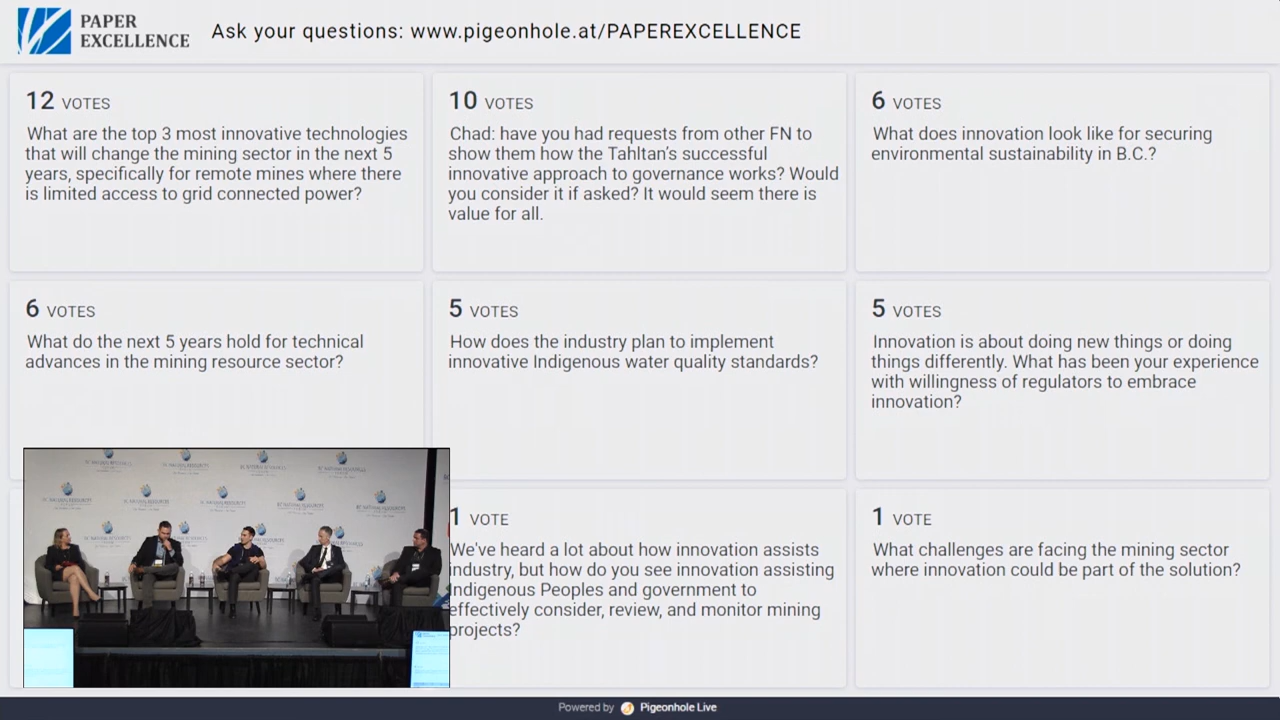 PAPER
EXCELLENCE
Ask your questions: www.pigeonhole.at/PAPEREXCELLENCE
12 VOTES
What are the top 3 most innovative technologies
that will change the mining sector in the next 5
years, specifically for remote mines where there
is limited access to grid connected power?
10 VOTES
Chad: have you had requests from other FN to
show them how the Tahltan's successful
innovative approach to governance works? Would
you consider it if asked? It would seem there is
value for all.
6 VOTES
What does innovation look like for securing
environmental sustainability in B.C.?
6 VOTES
What do the next 5 years hold for technical
advances in the mining resource sector?
5 VOTES
How does the industry plan to implement
innovative Indigenous water quality standards?
5 VOTES
Innovation is about doing new things or doing
things differently. What has been your experience
with willingness of regulators to embrace
innovation?
BC NATURAL RESOURCES
1 VOTE
We've heard a lot about how innovation assists
industry, but how do you see innovation assisting
Indigenous Peoples and government to
effectively consider, review, and monitor mining
projects?
1 VOTE
What challenges are facing the mining sector
where innovation could be part of the solution?
Powered by Pigeonhole Live